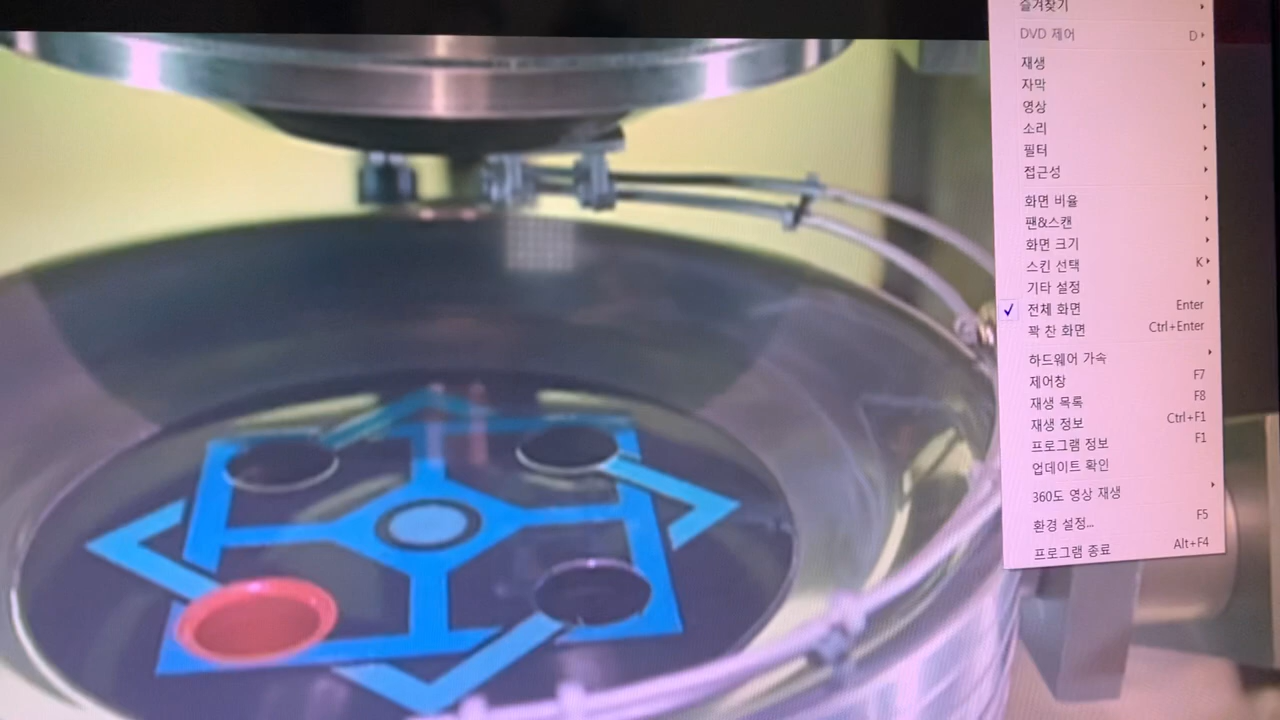 즐겨찾기
DVD 제어 D
재생
자막
영상
소리
필터
접근성
화면 비율
팬&스캔
화면 크기
스킨 선택 K
기타 설정
전체 화면 Enter
꽉 찬 화면 Ctrl+Enter
하드웨어 가속
제어창 F7
재생 목록 F8
재생 정보 Ctrl+F1
프로그램 정보 F1
업데이트 확인
360도 영상 재생
환경 설정... F5
프로그램 종료 Alt+F4